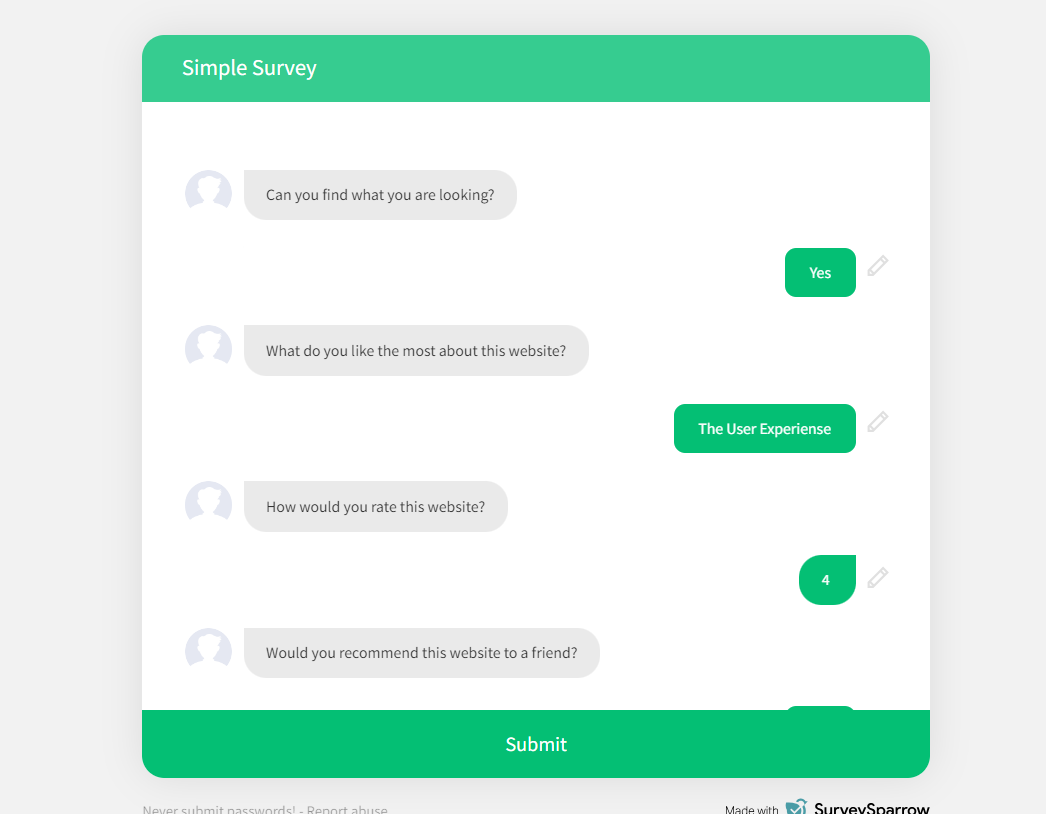 Simple Survey
Can you find what you are looking?
Yes
What do you like the most about this website?
The User Experiense
How would you rate this website?
4
Would you recommend this website to a friend?
Submit
Never submit passwords! - Report abuse
Made with SurveySparrow